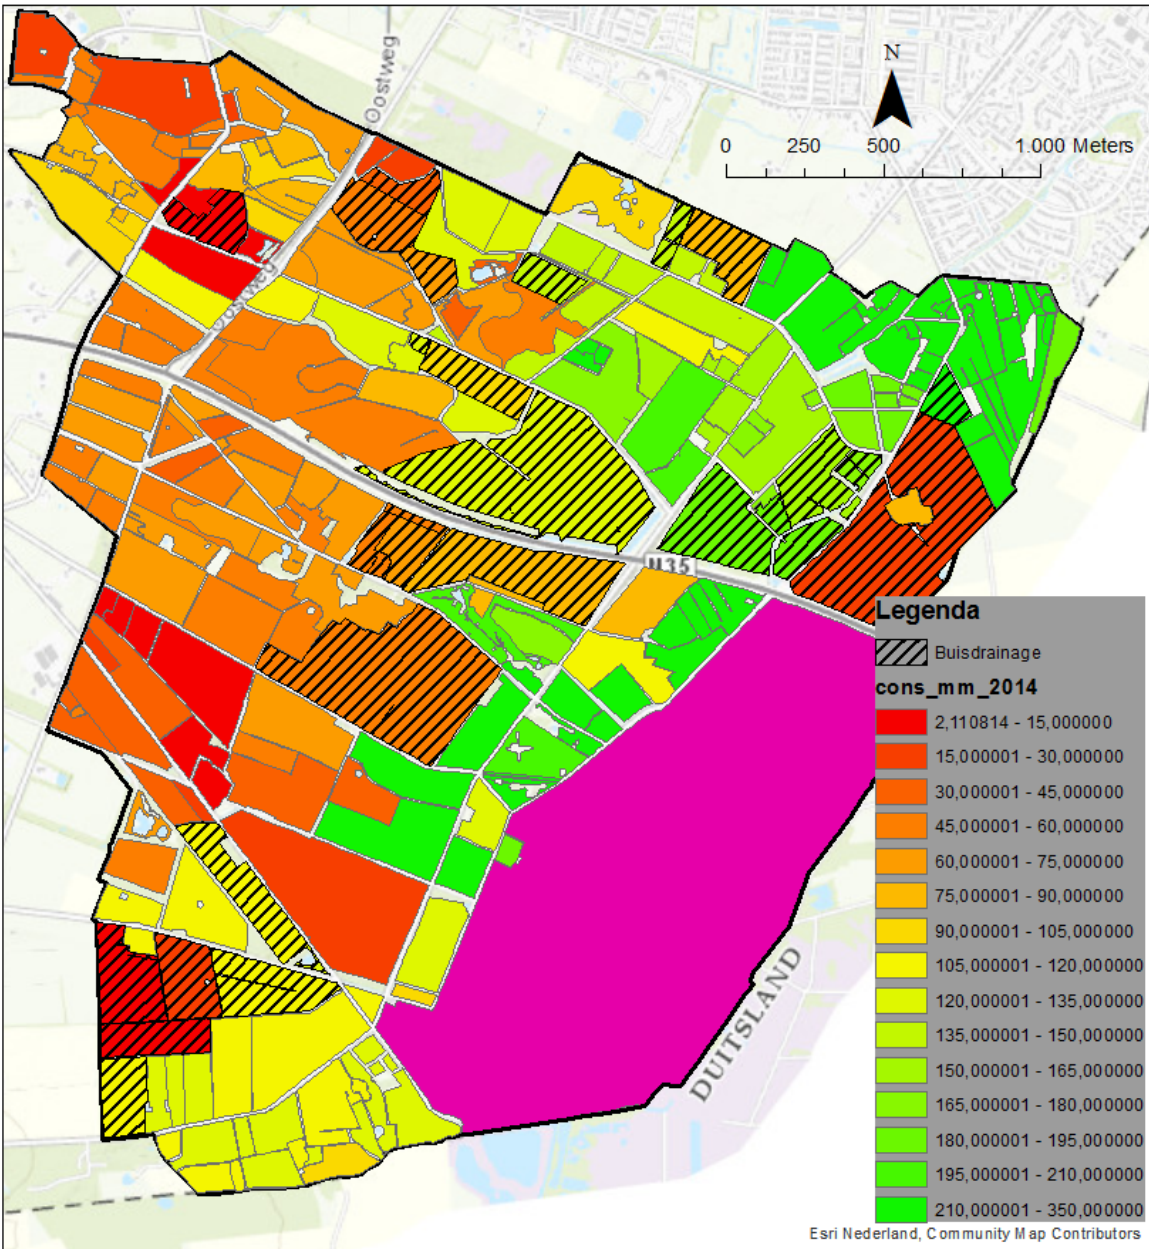 Oostweg
N
0 250 500 1.000 Meters
Oostweg
N35
Legenda
Buisdrainage
cons_mm_2014
2,110814 - 15,000000
15,000001 - 30,000000
30,000001 - 45,000000
45,000001 - 60,000000
60,000001 - 75,000000
75,000001 - 90,000000
90,000001 - 105,000000
105,000001 - 120,000000
120,000001 - 135,000000
135,000001 - 150,000000
150,000001 - 165,000000
165,000001 - 180,000000
180,000001 - 195,000000
195,000001 - 210,000000
210,000001 - 350,000000
DUITSLAND
Esri Nederland, Community Map Contributors